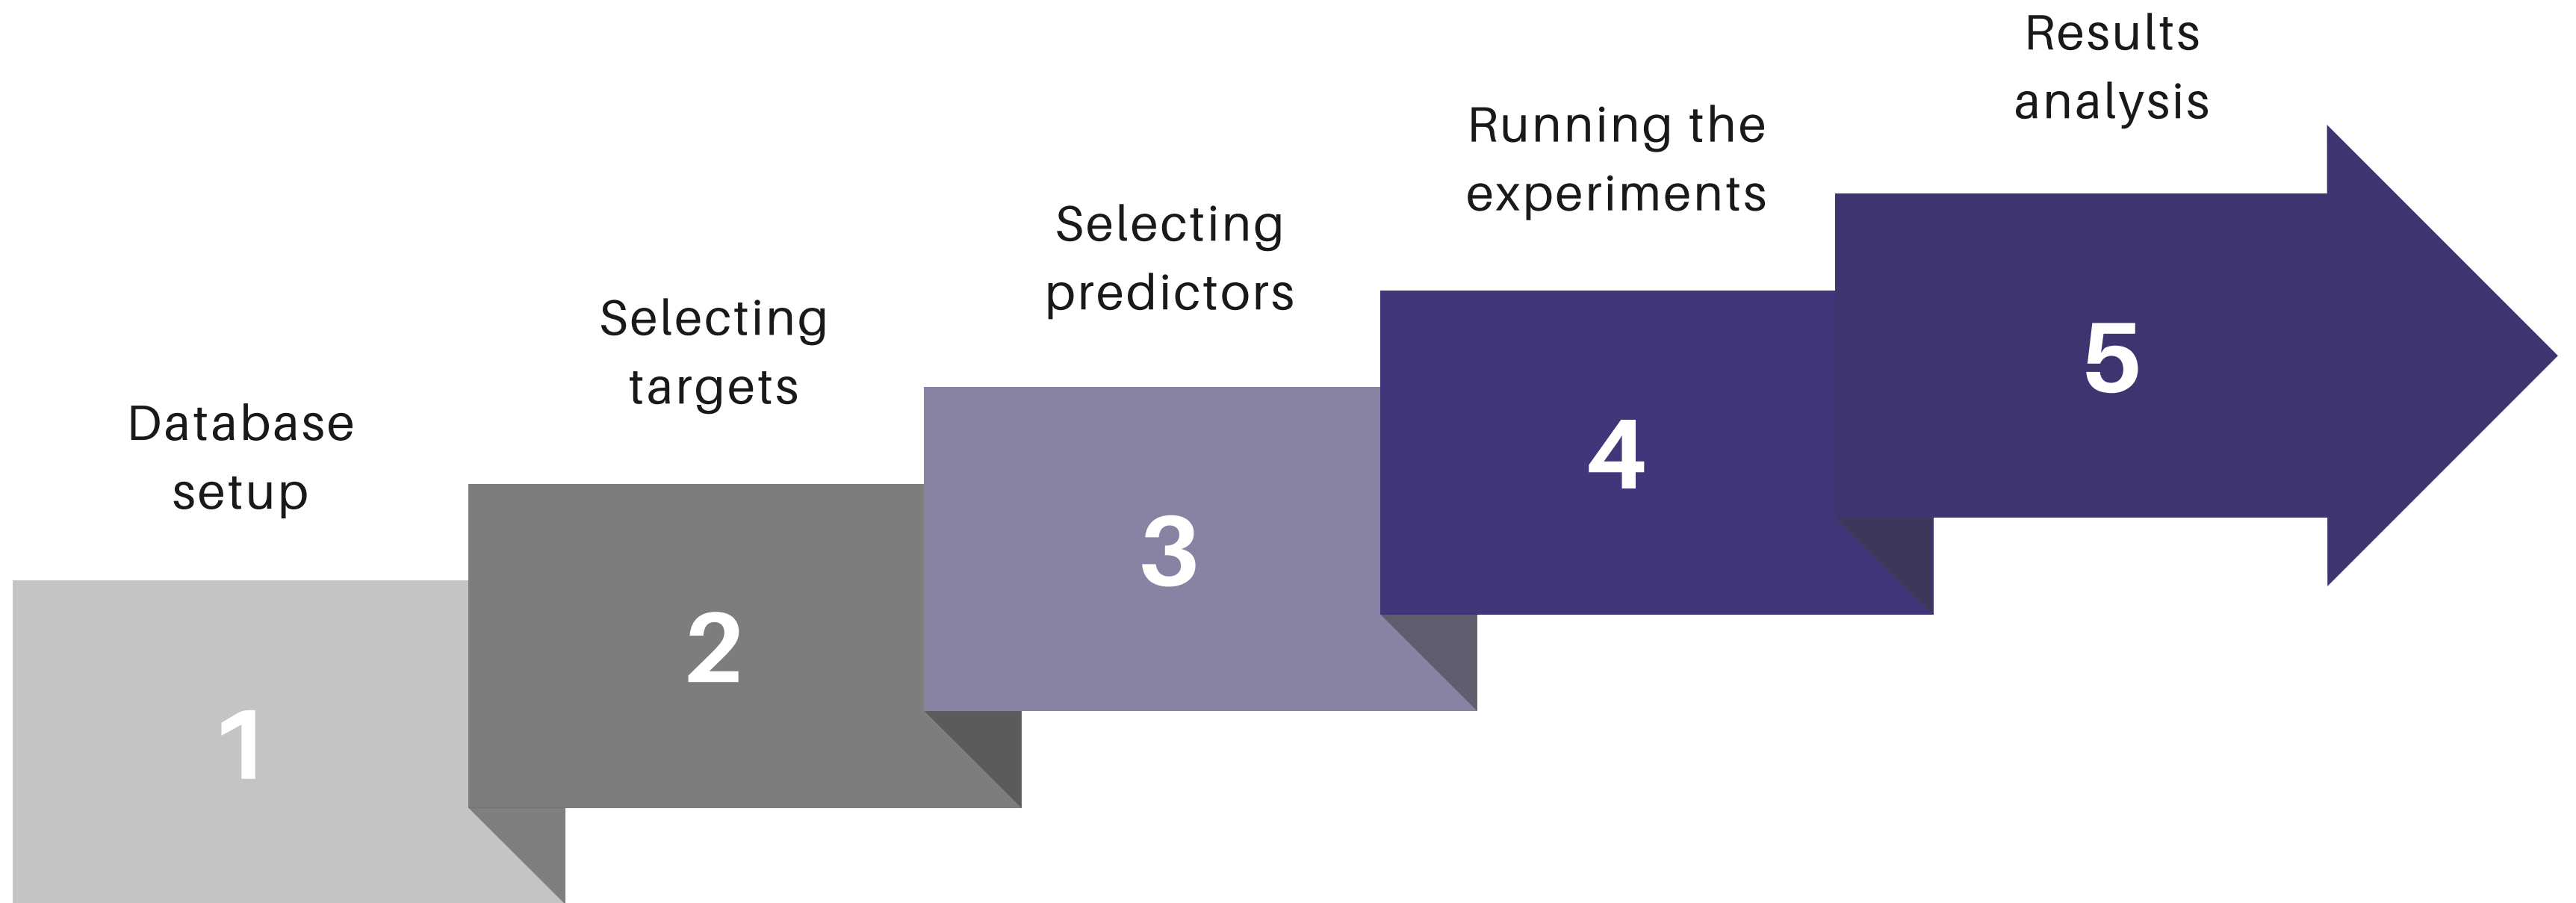 Database
setup
1
Selecting
targets
2
Selecting
predictors
3
Running the
experiments
4
Results
analysis
5